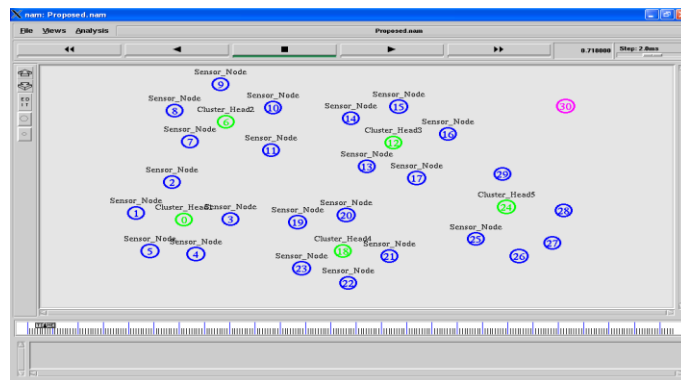 nam: Proposed.nam
File Views Analysis Proposed.nam
0.710000 Step: 2.0ms
Sensor_Node
9
Sensor_Node
8
Cluster_Head2
6
10
Sensor_Node
7
Sensor_Node
11
Sensor_Node
15
14
Cluster_Head3
12
Sensor_Node
16
30
Sensor_Node
13
Sensor_Node
17
Sensor_Node
2
29
Sensor_Node
1
Cluster_Head1
0
Sensor_Node
3
Sensor_Node
19
Sensor_Node
20
Cluster_Head5
24
28
Sensor_Node
5
Sensor_Node
4
Cluster_Head4
18
Sensor_Node
21
Sensor_Node
25
27
26
Sensor_Node
23
Sensor_Node
22